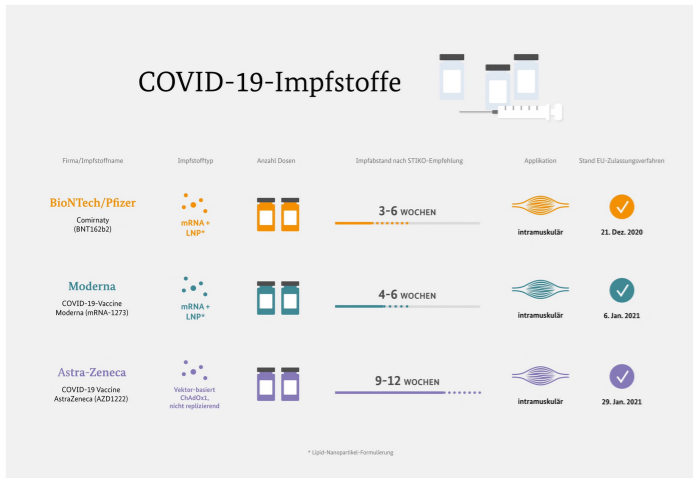 COVID-19-Impfstoffe
Firma/Impfstoffname
Impfstofftyp
Anzahl Dosen
Impfabstand nach STIKO-Empfehlung
Applikation
Stand EU-Zulassungsverfahren
BioNTech/Pfizer
Comirnaty
(BNT162b2)
mRNA +
LNP*
3-6 WOCHEN
intramuskulär
21. Dez. 2020
Moderna
COVID-19-Vaccine
Moderna (mRNA-1273)
mRNA +
LNP*
4-6 WOCHEN
intramuskulär
6. Jan. 2021
Astra-Zeneca
COVID-19 Vaccine
AstraZeneca (AZD1222)
Vektor-basiert
ChAdOx1,
nicht replizierend
9-12 WOCHEN
intramuskulär
29. Jan. 2021
* Lipid-Nanopartikel-Formulierung